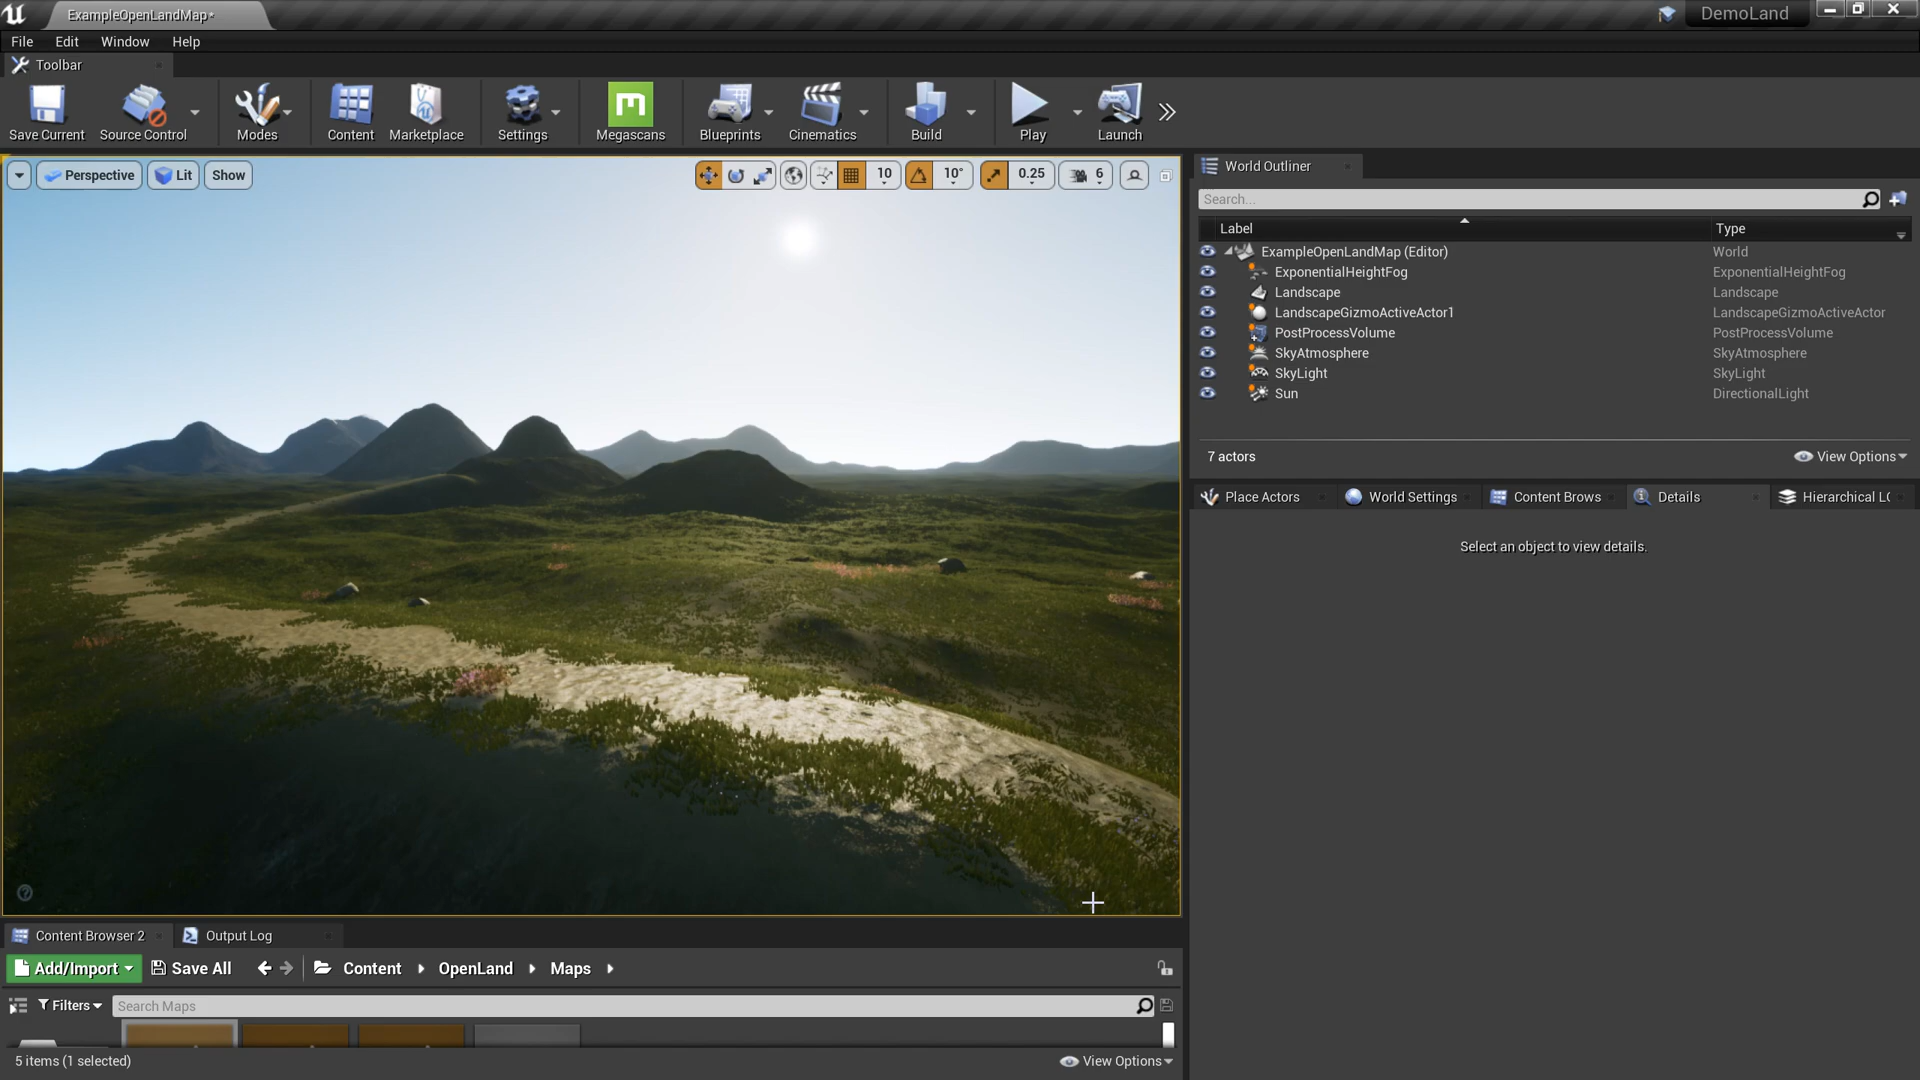 ExampleOpenLandMap*
DemoLand
File Edit Window Help
Toolbar
Save Current Source Control Modes Content Marketplace Settings Megascans Blueprints Cinematics Build Play Launch
Perspective Lit Show 10 10° 0.25 6
World Outliner
Search...
Label Type
ExampleOpenLandMap (Editor) World
ExponentialHeightFog ExponentialHeightFog
Landscape Landscape
LandscapeGizmoActiveActor1 LandscapeGizmoActiveActor
PostProcessVolume PostProcessVolume
SkyAtmosphere SkyAtmosphere
SkyLight SkyLight
Sun DirectionalLight
7 actors View Options
Place Actors World Settings Content Brows Details Hierarchical LO
Select an object to view details.
Content Browser 2 Output Log
Add/Import Save All Content OpenLand Maps
Filters Search Maps
5 items (1 selected) View Options